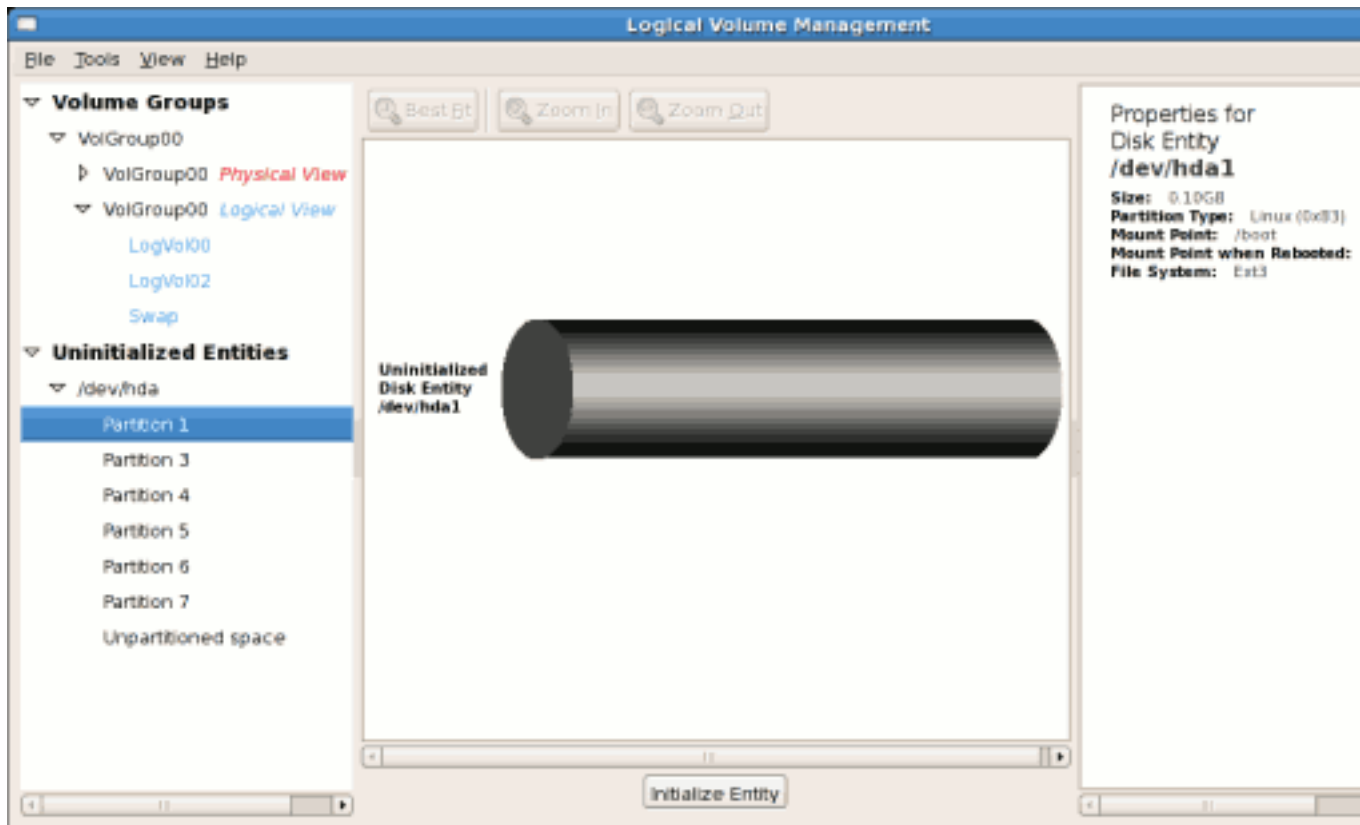 Logical Volume Management
File Tools View Help
Volume Groups
VolGroup00
VolGroup00 Physical View
VolGroup00 Logical View
LogVol00
LogVol02
Swap
Uninitialized Entities
/dev/hda
Partition 1
Partition 3
Partition 4
Partition 5
Partition 6
Partition 7
Unpartitioned space
Best Fit Zoom In Zoom Out
Uninitialized
Disk Entity
/dev/hda1
Initialize Entity
Properties for
Disk Entity
/dev/hda1
Size: 0.10GB
Partition Type: Linux (0x83)
Mount Point: /boot
Mount Point when Rebooted:
File System: Ext3